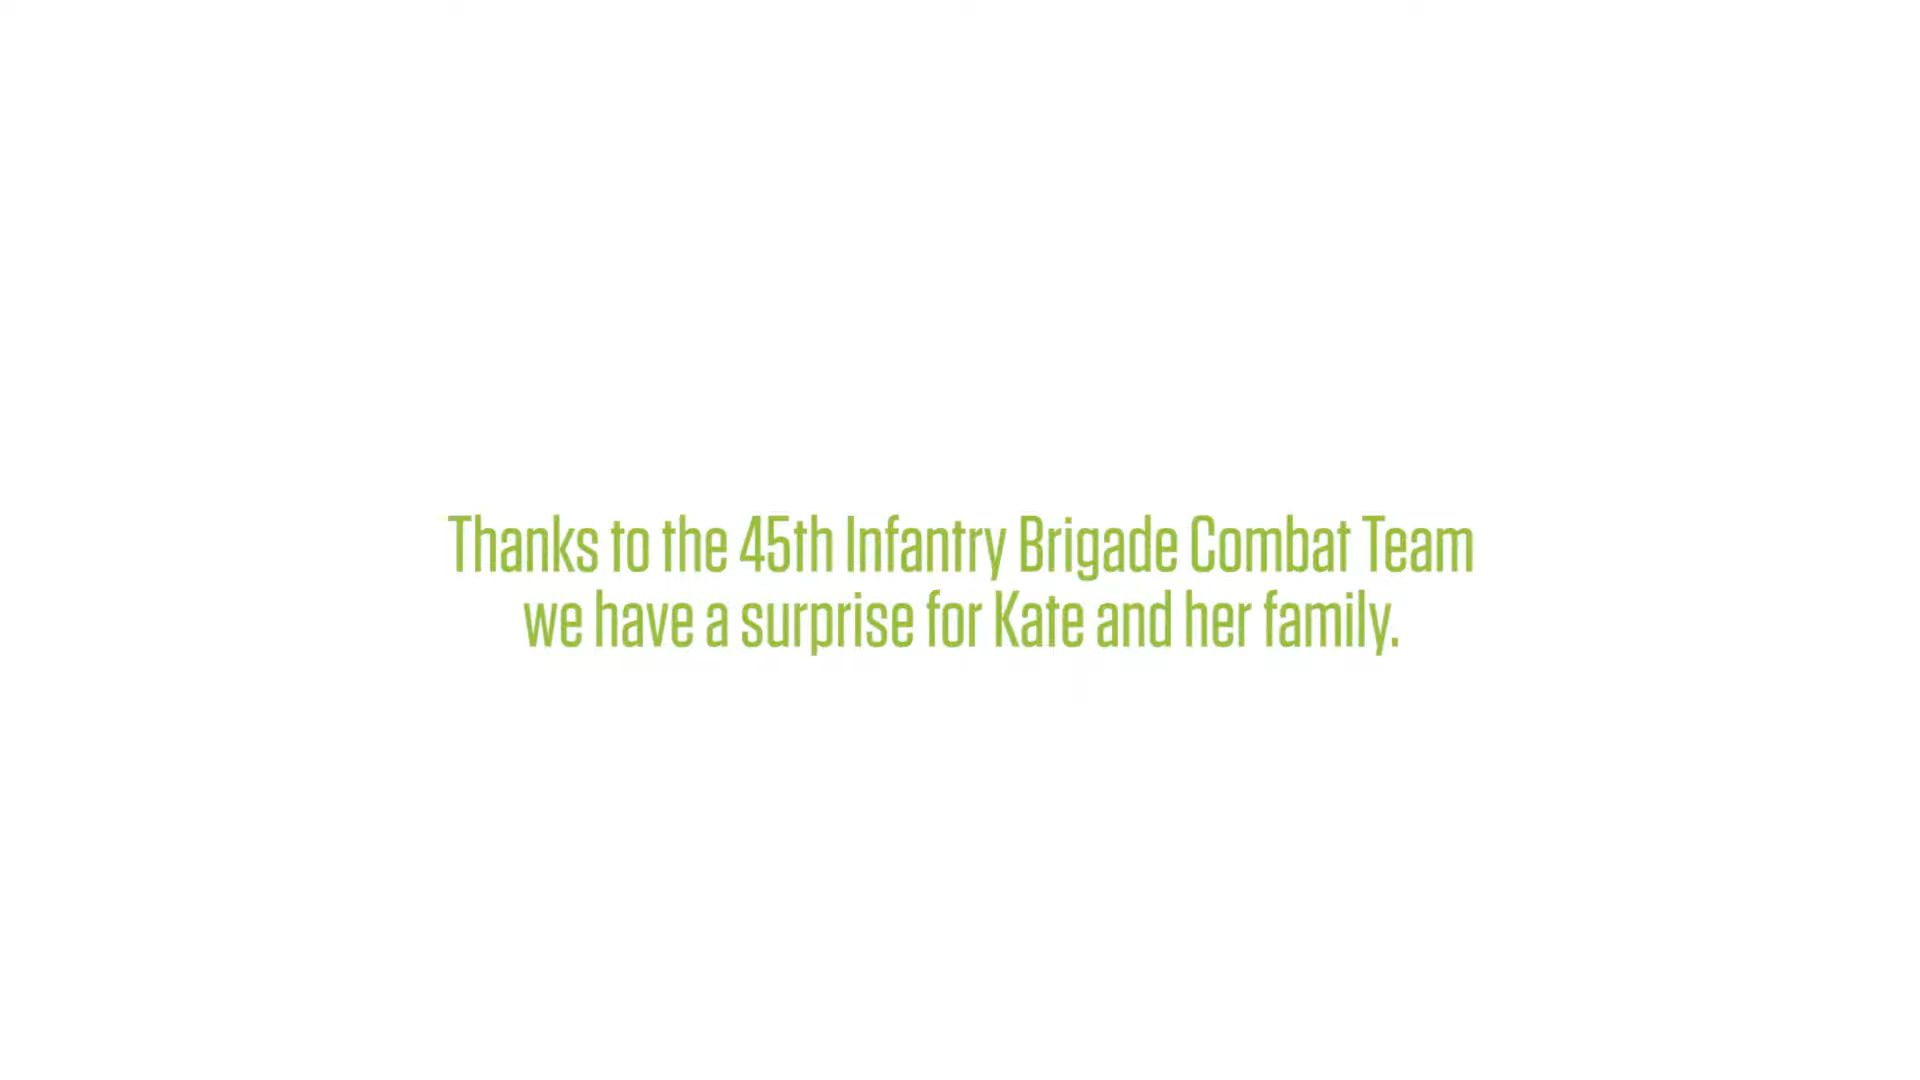 Thanks to the 45th Infantry Brigade Combat Team
we have a surprise for Kate and her family.